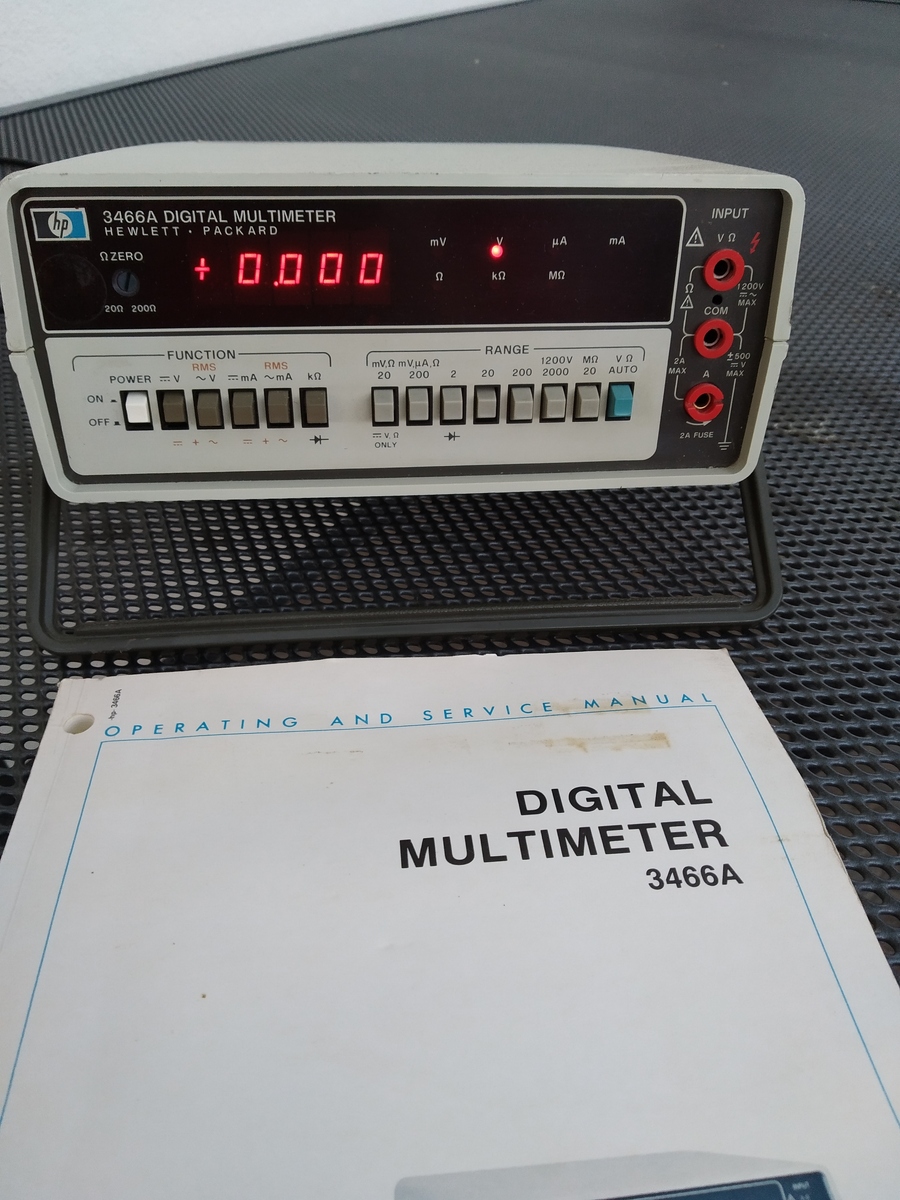 hp
3466A DIGITAL MULTIMETER
HEWLETT · PACKARD
Ω ZERO
20Ω 200Ω
+ 0.000
mV V µA mA
Ω kΩ MΩ
INPUT
V Ω
Ω
1200V
⎓ ~
MAX
COM
2A
MAX
±500
⎓ V
MAX
A
2A FUSE
FUNCTION
RMS RMS
POWER ⎓ V ~ V ⎓ mA ~ mA kΩ
ON
OFF
⎓ + ~ ⎓ + ~
RANGE
mV,Ω mV,µA,Ω 1200V MΩ V Ω
20 200 2 20 200 2000 20 AUTO
⎓ V, Ω
ONLY
hp 3466A
OPERATING AND SERVICE MANUAL
DIGITAL
MULTIMETER
3466A
INPUT